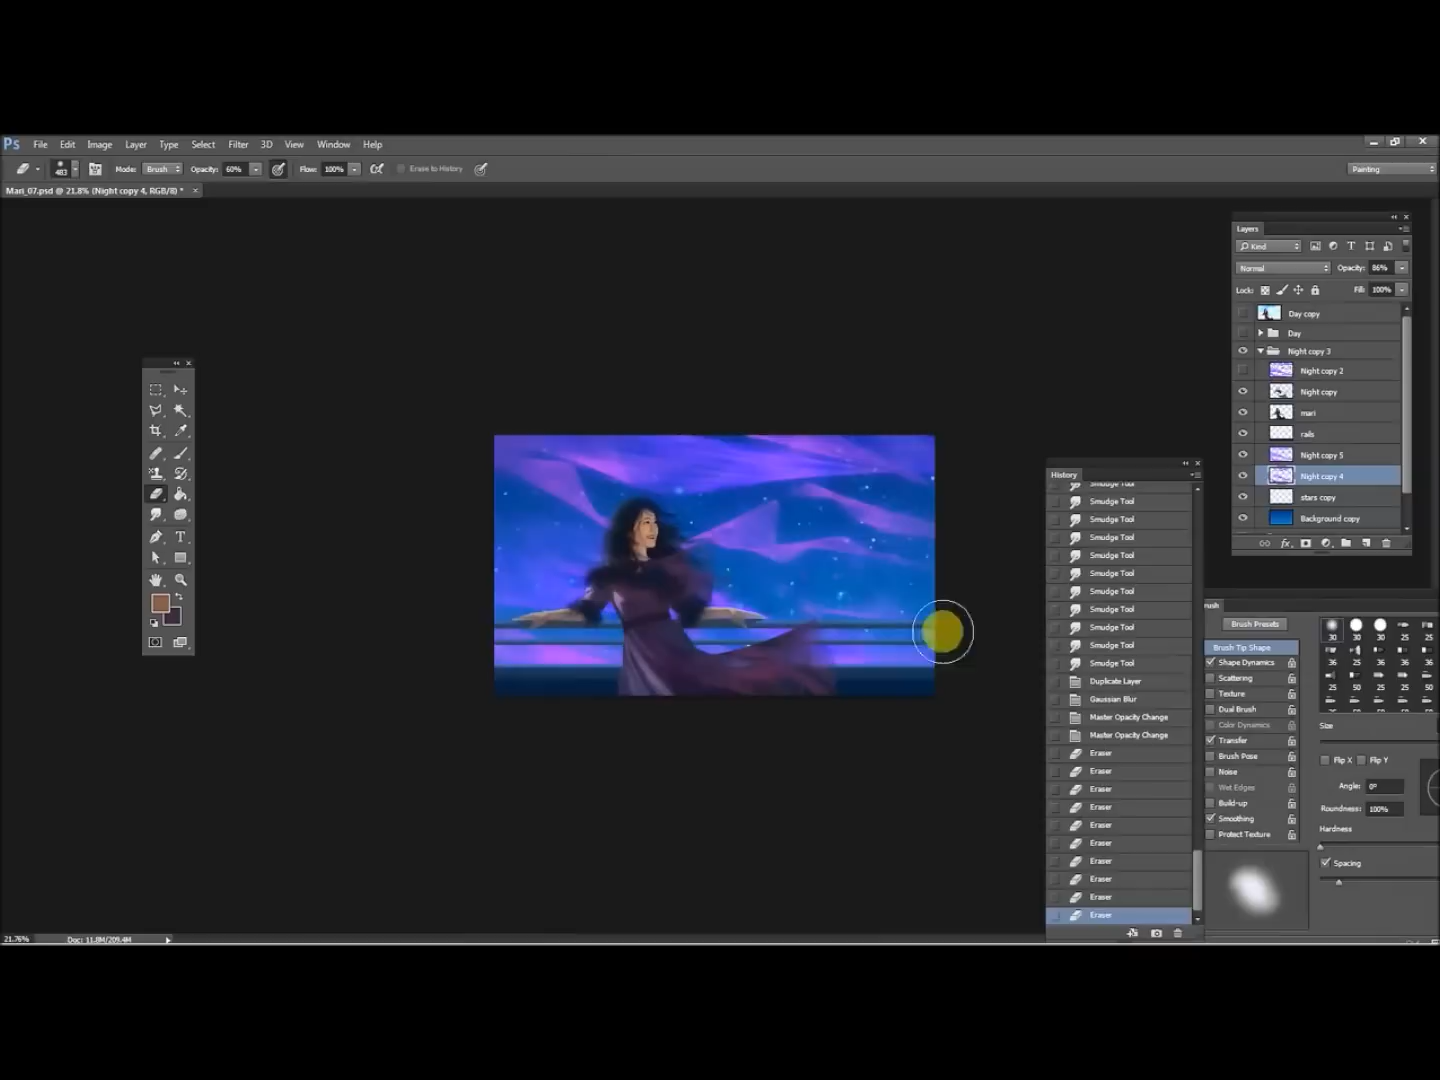 Ps File Edit Image Layer Type Select Filter 3D View Window Help
483 Mode: Brush Opacity: 60% Flow: 100% Erase to History Painting
Mari_07.psd @ 21.8% (Night copy 4, RGB/8) * ×
Layers
Kind
Normal Opacity: 86%
Lock: Fill: 100%
Day copy
Day
Night copy 3
Night copy 2
Night copy
mari
rails
Night copy 5
Night copy 4
stars copy
Background copy
History
Smudge Tool
Smudge Tool
Smudge Tool
Smudge Tool
Smudge Tool
Smudge Tool
Smudge Tool
Smudge Tool
Smudge Tool
Smudge Tool
Smudge Tool
Duplicate Layer
Gaussian Blur
Master Opacity Change
Master Opacity Change
Eraser
Eraser
Eraser
Eraser
Eraser
Eraser
Eraser
Eraser
Eraser
Eraser
rush
Brush Presets
Brush Tip Shape
Shape Dynamics
Scattering
Texture
Dual Brush
Color Dynamics
Transfer
Brush Pose
Noise
Wet Edges
Build-up
Smoothing
Protect Texture
30 30 30 25 25
36 25 36 36 32
25 50 25 25 50
Size
Flip X Flip Y
Angle: 0°
Roundness: 100%
Hardness
Spacing
21.76% Doc: 11.8M/209.4M